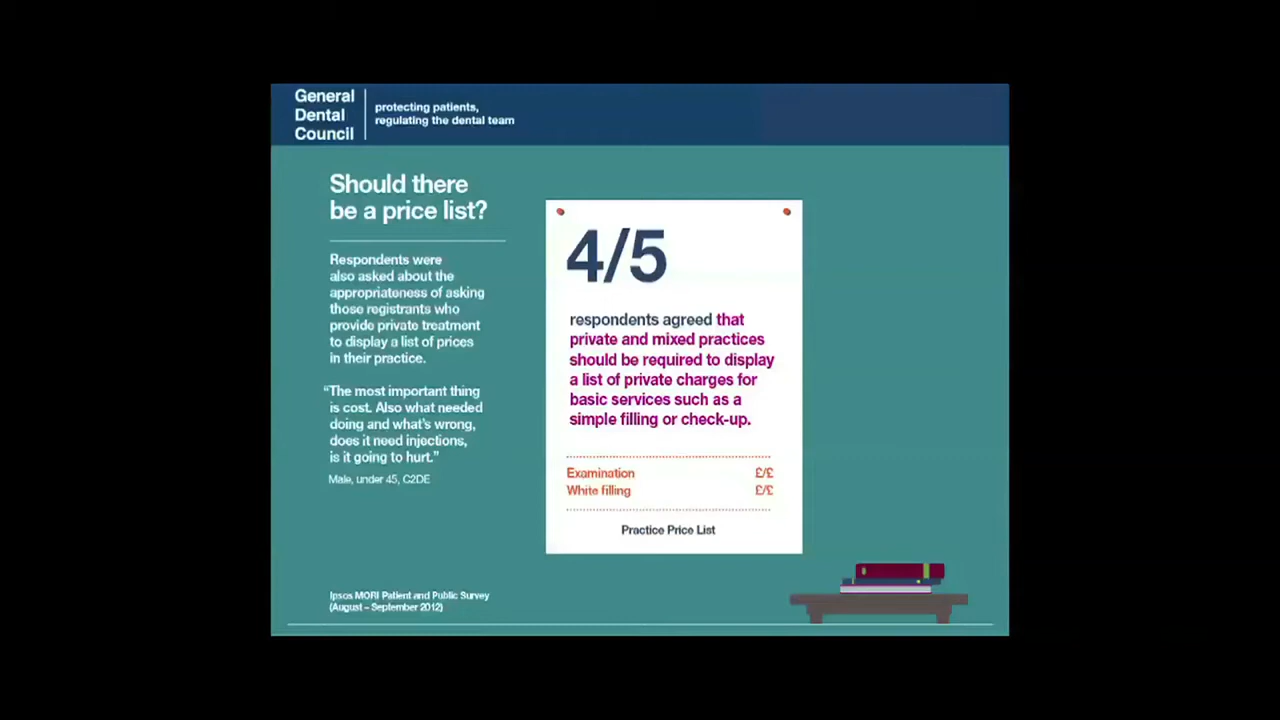 General
Dental
Council
protecting patients,
regulating the dental team
Should there
be a price list?
Respondents were
also asked about the
appropriateness of asking
those registrants who
provide private treatment
to display a list of prices
in their practice.
“The most important thing
is cost. Also what needed
doing and what's wrong,
does it need injections,
is it going to hurt.”
Male, under 45, C2DE
Ipsos MORI Patient and Public Survey
(August – September 2012)
4/5
respondents agreed that
private and mixed practices
should be required to display
a list of private charges for
basic services such as a
simple filling or check-up.
Examination £/£
White filling £/£
Practice Price List